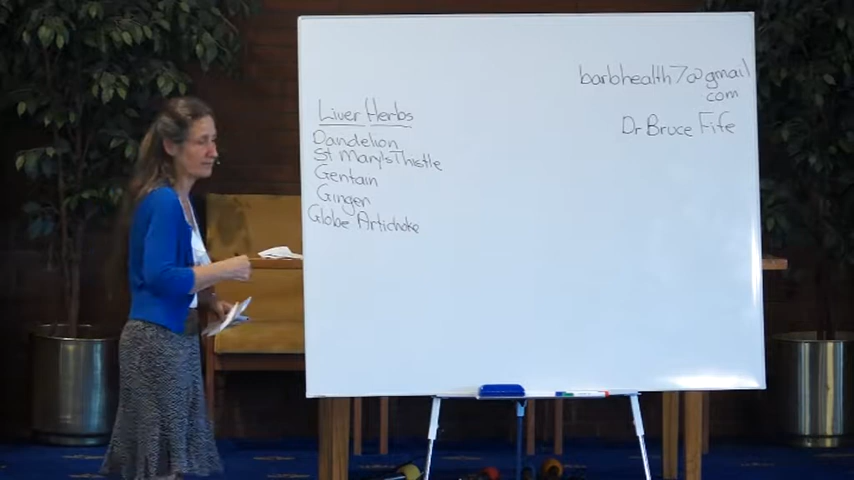 Liver Herbs
Dandelion
St Mary's Thistle
Gentain
Ginger
Globe Artichoke
barbhealth7@gmail
com
Dr Bruce Fife